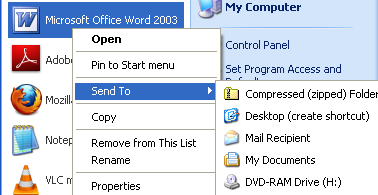 Microsoft Office Word 2003
My Computer
Open
Adob
Control Panel
Pin to Start menu
Set Program Access and
Mozill
Send To
Compressed (zipped) Folder
Desktop (create shortcut)
Notep
Copy
Mail Recipient
Remove from This List
My Documents
Rename
VLC m
Properties
DVD-RAM Drive (H:)